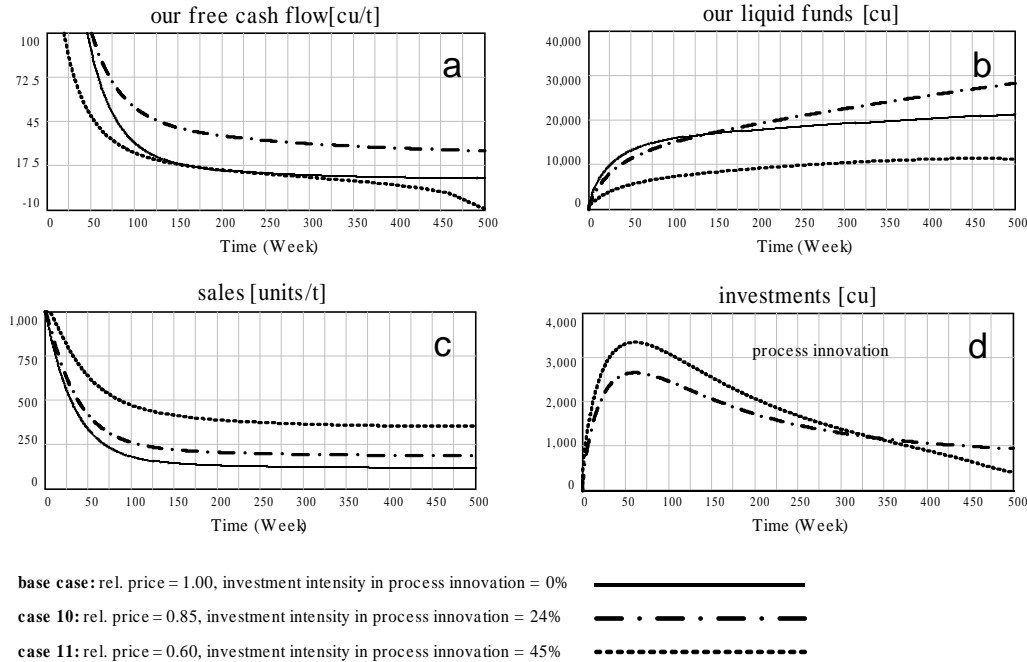 our free cash flow[cu/t]
100
72.5
45
17.5
-10
a
0 50 100 150 200 250 300 350 400 450 500
Time (Week)
our liquid funds [cu]
40,000
30,000
20,000
10,000
0
b
0 50 100 150 200 250 300 350 400 450 500
Time (Week)
sales [units/t]
1,000
750
500
250
0
c
0 50 100 150 200 250 300 350 400 450 500
Time (Week)
investments [cu]
4,000
3,000
2,000
1,000
0
process innovation
d
0 50 100 150 200 250 300 350 400 450 500
Time (Week)
base case: rel. price = 1.00, investment intensity in process innovation = 0%
case 10: rel. price = 0.85, investment intensity in process innovation = 24%
case 11: rel. price = 0.60, investment intensity in process innovation = 45%